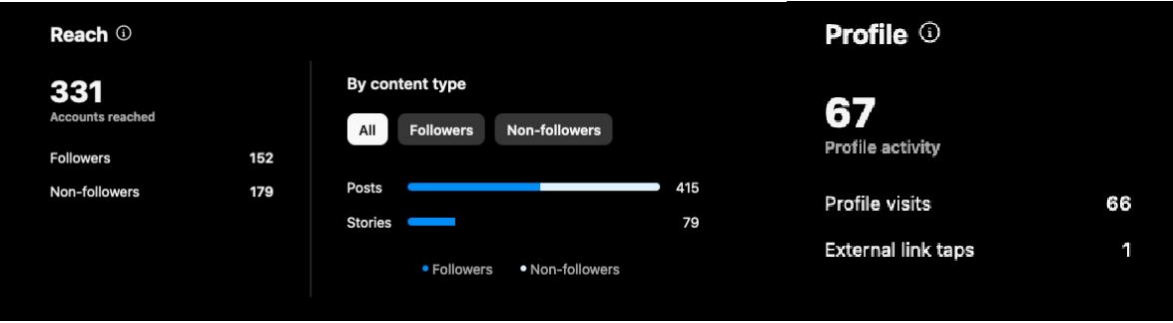 Reach
331
Accounts reached
Followers 152
Non-followers 179
By content type
All Followers Non-followers
Posts 415
Stories 79
Followers Non-followers
Profile
67
Profile activity
Profile visits 66
External link taps 1